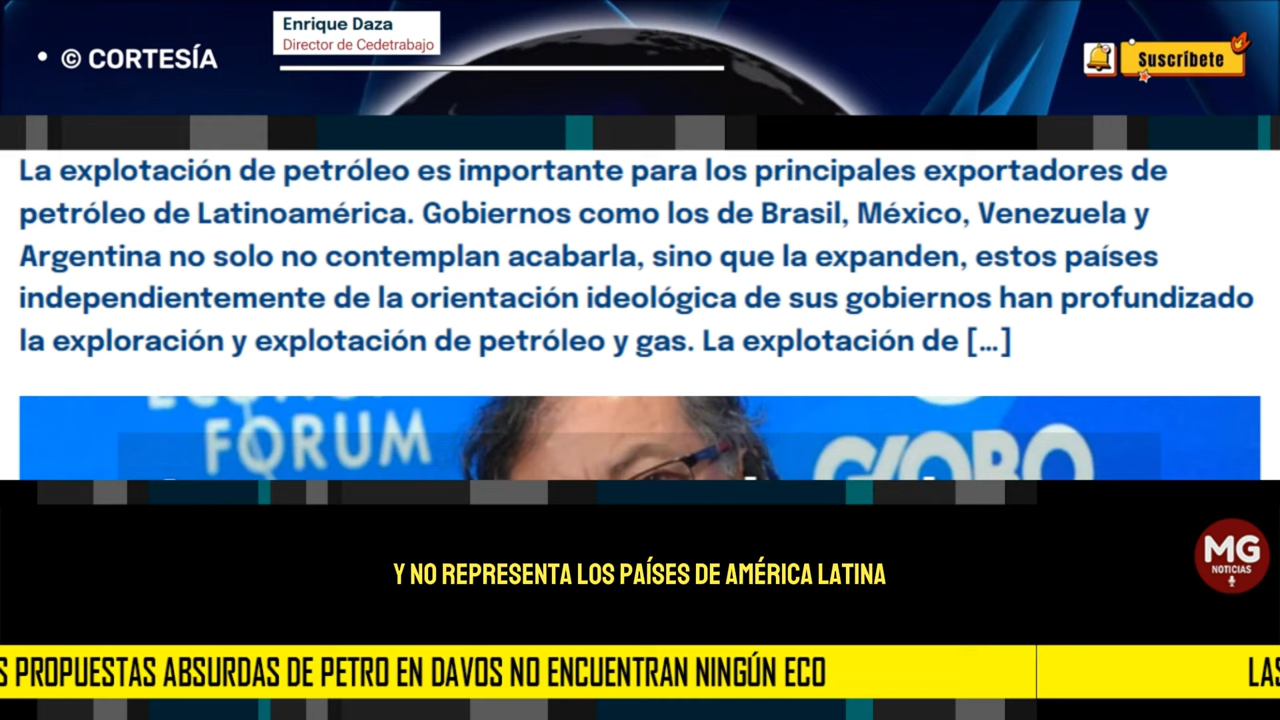 Enrique Daza
Director de Cedetrabajo
• © CORTESÍA
Suscríbete
La explotación de petróleo es importante para los principales exportadores de
petróleo de Latinoamérica. Gobiernos como los de Brasil, México, Venezuela y
Argentina no solo no contemplan acabarla, sino que la expanden, estos países
independientemente de la orientación ideológica de sus gobiernos han profundizado
la exploración y explotación de petróleo y gas. La explotación de [...]
FORUM
MG
NOTICIAS
Y NO REPRESENTA LOS PAÍSES DE AMÉRICA LATINA
S PROPUESTAS ABSURDAS DE PETRO EN DAVOS NO ENCUENTRAN NINGÚN ECO
LAS